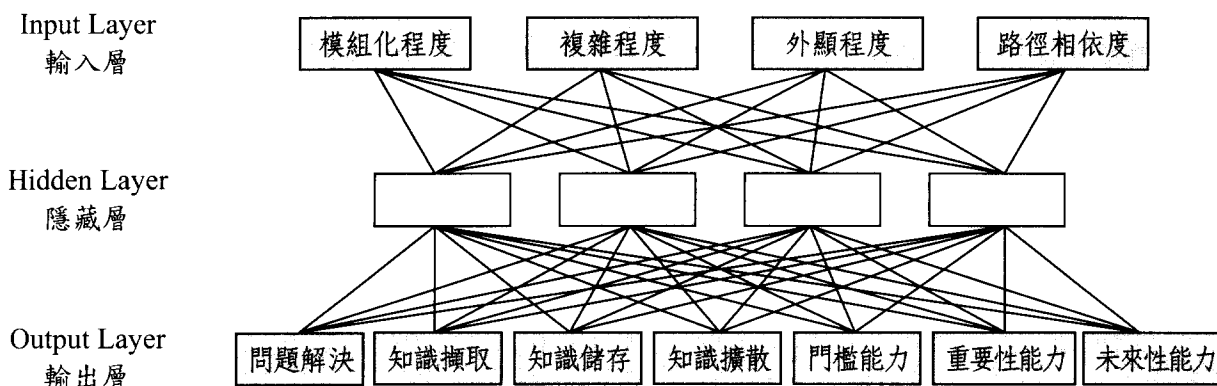 Input Layer
輸入層
模組化程度
複雜程度
外顯程度
路徑相依度
Hidden Layer
隱藏層
Output Layer
輸出層
問題解決
知識擷取
知識儲存
知識擴散
門檻能力
重要性能力
未來性能力